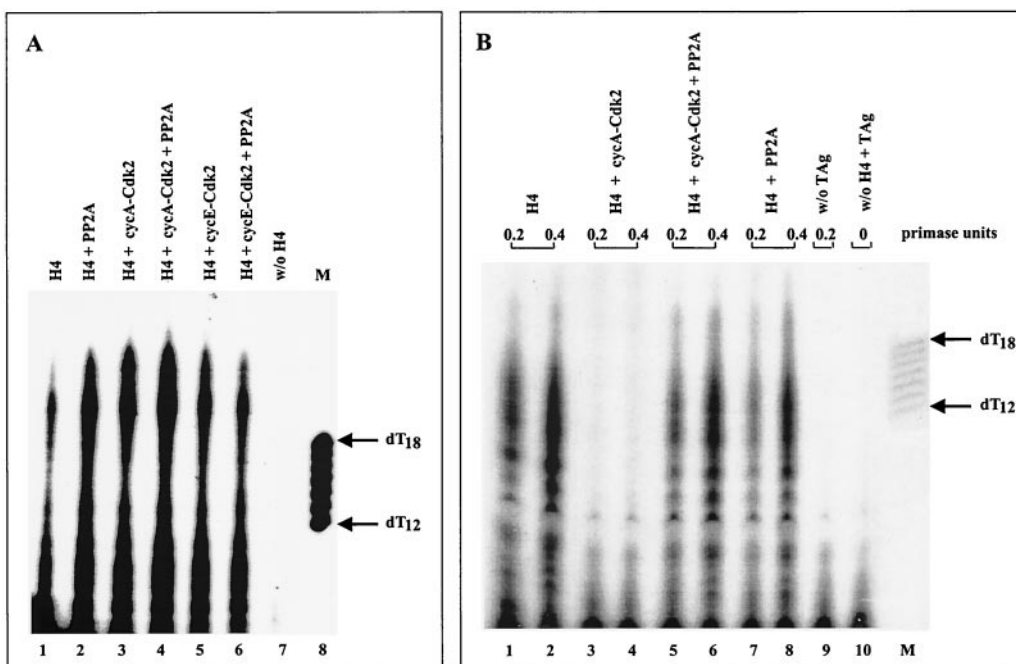 A
H4
H4 + PP2A
H4 + cycA-Cdk2
H4 + cycA-Cdk2 + PP2A
H4 + cycE-Cdk2
H4 + cycE-Cdk2 + PP2A
w/o H4
M
dT18
dT12
1 2 3 4 5 6 7 8
B
H4
H4 + cycA-Cdk2
H4 + cycA-Cdk2 + PP2A
H4 + PP2A
w/o TAg
w/o H4 + TAg
0.2 0.4 0.2 0.4 0.2 0.4 0.2 0.4 0.2 0 primase units
dT18
dT12
1 2 3 4 5 6 7 8 9 10 M